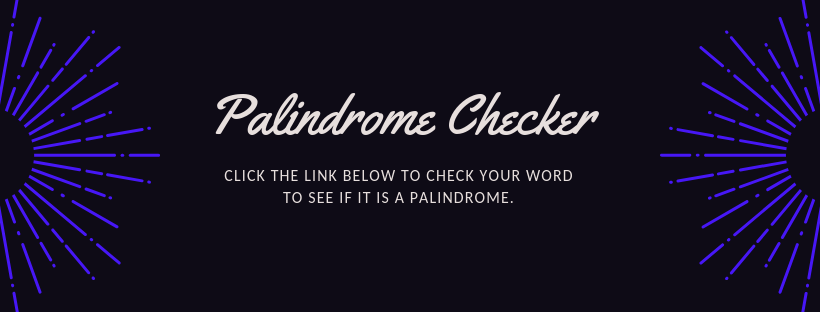 Palindrome Checker
CLICK THE LINK BELOW TO CHECK YOUR WORD
TO SEE IF IT IS A PALINDROME.